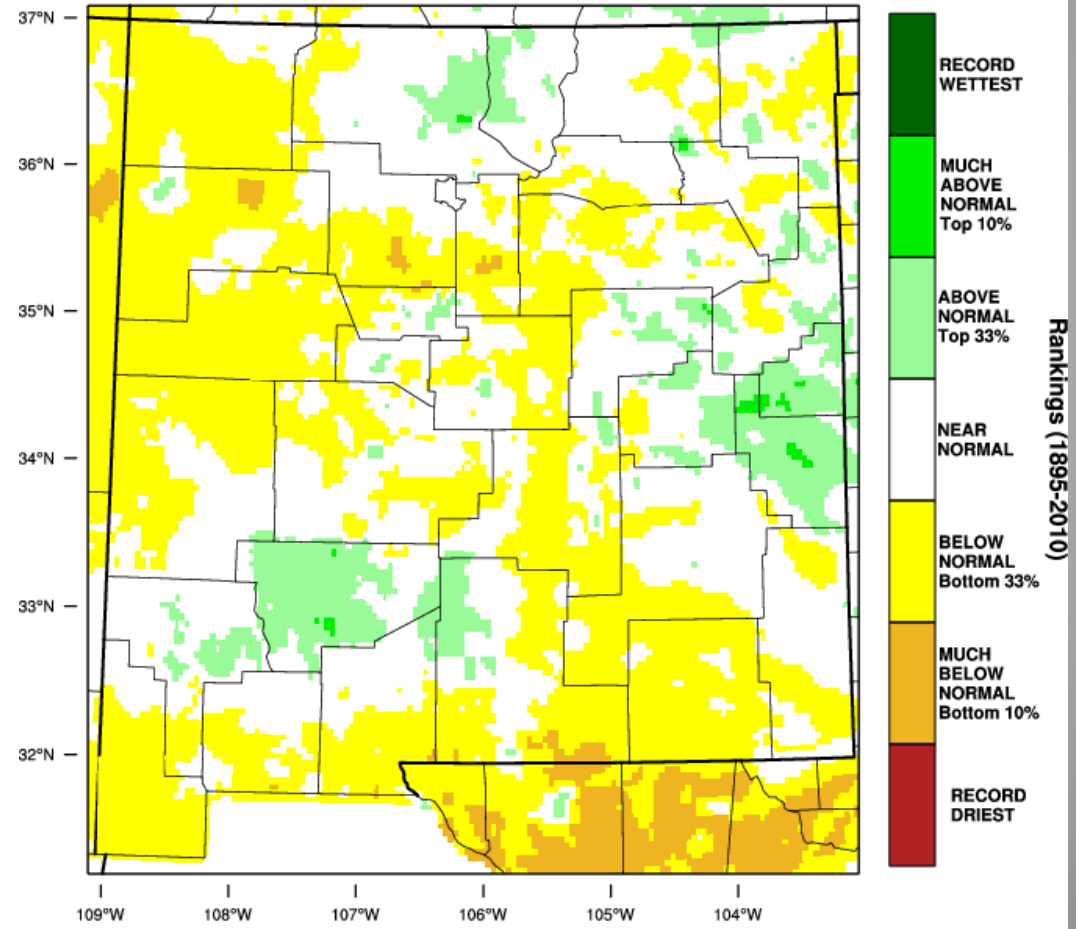 37°N
36°N
35°N
34°N
33°N
32°N
109°W
108°W
107°W
106°W
105°W
104°W
RECORD
WETTEST
MUCH
ABOVE
NORMAL
Top 10%
ABOVE
NORMAL
Top 33%
NEAR
NORMAL
BELOW
NORMAL
Bottom 33%
MUCH
BELOW
NORMAL
Bottom 10%
RECORD
DRIEST
Rankings (1895-2010)